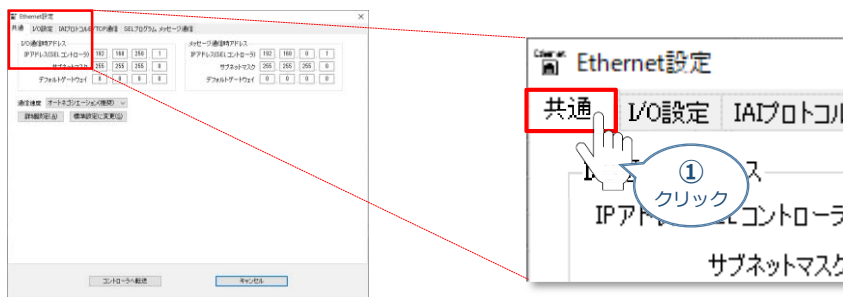 Ethernet設定
共通 I/O設定 IAIプロトコルB/TCP通信 SELプログラム メッセージ通信
I/O通信時アドレス
IPアドレス(SELコントローラ) 192 168 250 1
サブネットマスク 255 255 255 0
デフォルトゲートウェイ 0 0 0 0
メッセージ通信時アドレス
IPアドレス(SELコントローラ) 192 168 0 1
サブネットマスク 255 255 255 0
デフォルトゲートウェイ 0 0 0 0
通信速度 オートネゴシエーション(推奨)
詳細設定(A) 標準設定に変更(S)
コントローラへ転送 キャンセル
Ethernet設定
共通 I/O設定 IAIプロトコル
①
クリック
ス
IPアド コントローラ
サブネットマスク